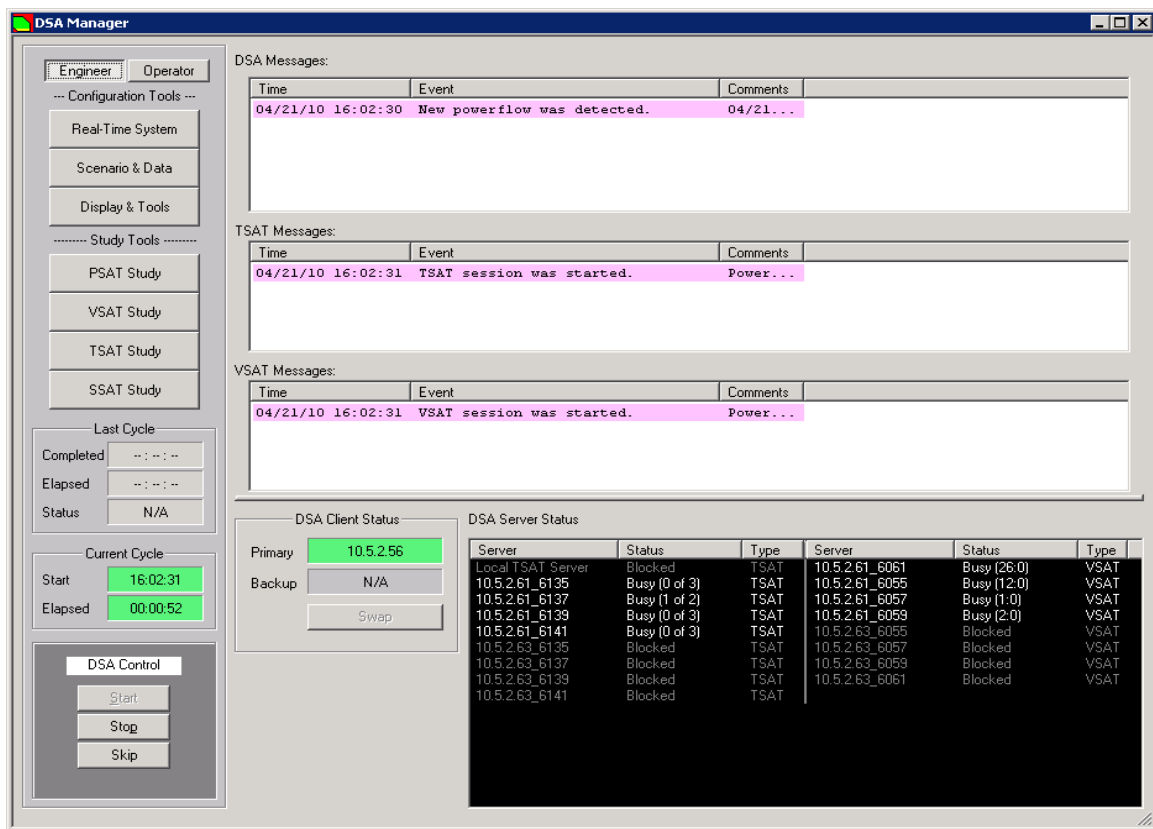 DSA Manager
Engineer Operator
--- Configuration Tools ---
Real-Time System
Scenario & Data
Display & Tools
--------- Study Tools ---------
PSAT Study
VSAT Study
TSAT Study
SSAT Study
Last Cycle
Completed -- : -- : --
Elapsed -- : -- : --
Status N/A
Current Cycle
Start 16:02:31
Elapsed 00:00:52
DSA Control
Start
Stop
Skip
DSA Messages:
Time Event Comments
04/21/10 16:02:30 New powerflow was detected. 04/21...
TSAT Messages:
Time Event Comments
04/21/10 16:02:31 TSAT session was started. Power...
VSAT Messages:
Time Event Comments
04/21/10 16:02:31 VSAT session was started. Power...
DSA Client Status
Primary 10.5.2.56
Backup N/A
Swap
DSA Server Status
Server Status Type Server Status Type
Local TSAT Server Blocked TSAT 10.5.2.61_6061 Busy (26:0) VSAT
10.5.2.61_6135 Busy (0 of 3) TSAT 10.5.2.61_6055 Busy (12:0) VSAT
10.5.2.61_6137 Busy (1 of 2) TSAT 10.5.2.61_6057 Busy (1:0) VSAT
10.5.2.61_6139 Busy (0 of 3) TSAT 10.5.2.61_6059 Busy (2:0) VSAT
10.5.2.61_6141 Busy (0 of 3) TSAT 10.5.2.63_6055 Blocked VSAT
10.5.2.63_6135 Blocked TSAT 10.5.2.63_6057 Blocked VSAT
10.5.2.63_6137 Blocked TSAT 10.5.2.63_6059 Blocked VSAT
10.5.2.63_6139 Blocked TSAT 10.5.2.63_6061 Blocked VSAT
10.5.2.63_6141 Blocked TSAT